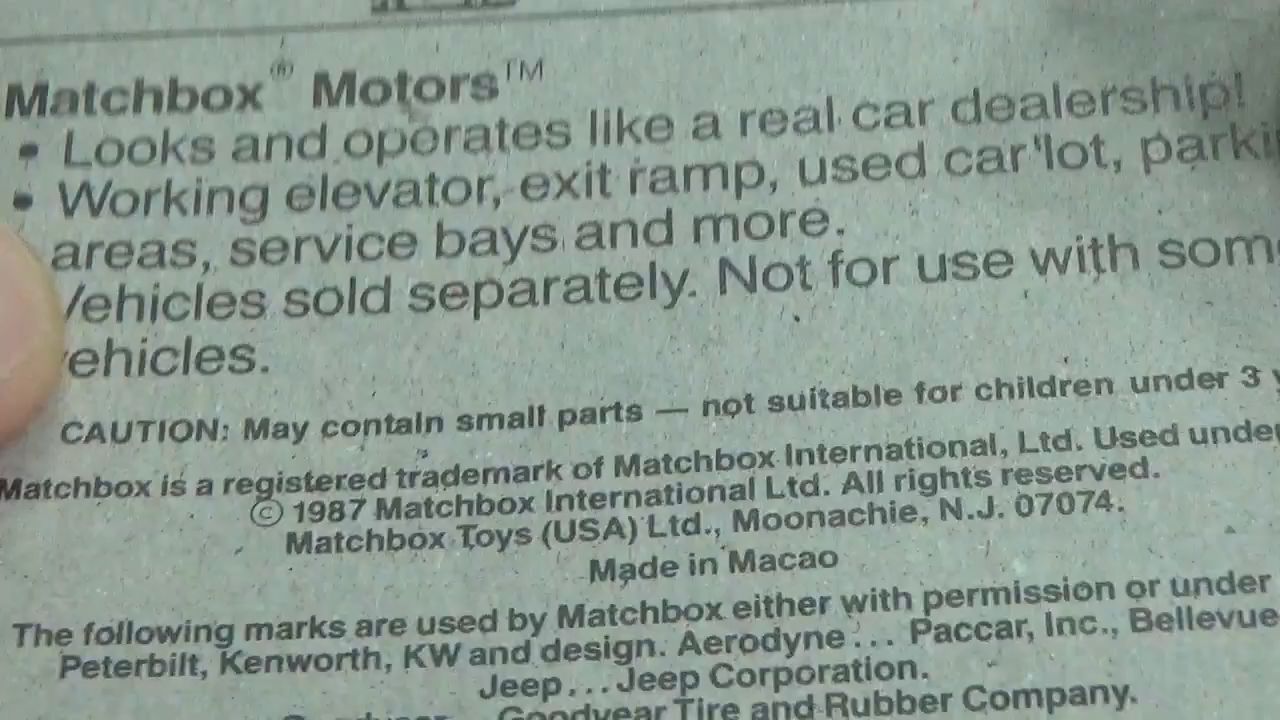 Matchbox® Motors™
• Looks and operates like a real car dealership!
• Working elevator, exit ramp, used car lot, parki
areas, service bays and more.
Vehicles sold separately. Not for use with som
vehicles.
CAUTION: May contain small parts — not suitable for children under 3 y
Matchbox is a registered trademark of Matchbox International, Ltd. Used under
© 1987 Matchbox International Ltd. All rights reserved.
Matchbox Toys (USA) Ltd., Moonachie, N.J. 07074.
Made in Macao
The following marks are used by Matchbox either with permission or under
Peterbilt, Kenworth, KW and design. Aerodyne... Paccar, Inc., Bellevue
Jeep...Jeep Corporation.
Goodyear Tire and Rubber Company.